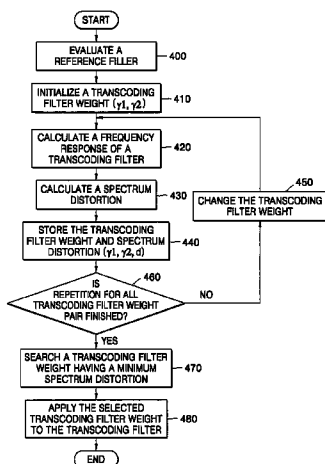 START
EVALUATE A
REFERENCE FILLER
400
INITIALIZE A TRANSCODING
FILTER WEIGHT (γ1, γ2)
410
CALCULATE A FREQUENCY
RESPONSE OF A
TRANSCODING FILTER
420
CALCULATE A SPECTRUM
DISTORTION
430
STORE THE TRANSCODING
FILTER WEIGHT AND SPECTRUM
DISTORTION (γ1, γ2, d)
440
450
CHANGE THE TRANSCODING
FILTER WEIGHT
460
IS
REPETITION FOR ALL
TRANSCODING FILTER WEIGHT
PAIR FINISHED?
NO
YES
SEARCH A TRANSCODING FILTER
WEIGHT HAVING A MINIMUM
SPECTRUM DISTORTION
470
APPLY THE SELECTED
TRANSCODING FILTER WEIGHT
TO THE TRANSCODING FILTER
480
END